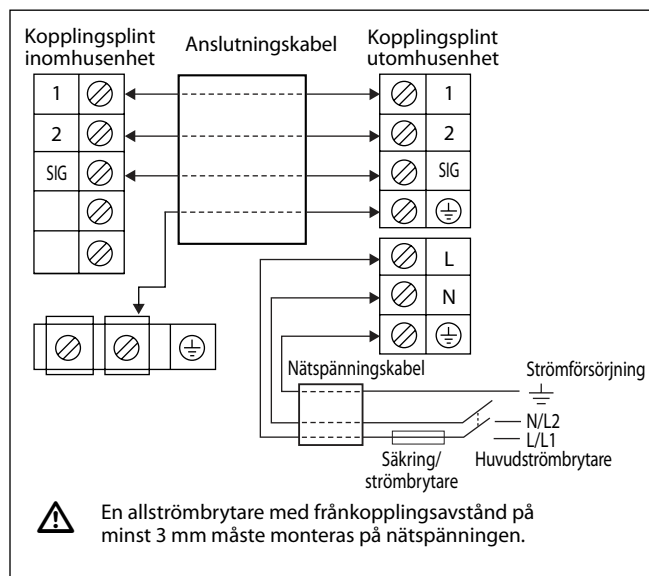 Kopplingsplint
inomhusenhet
Anslutningskabel
Kopplingsplint
utomhusenhet
1
1
2
2
SIG
SIG
L
N
Nätspänningskabel
Strömförsörjning
N/L2
L/L1
Säkring/
strömbrytare
Huvudströmbrytare
En allströmbrytare med frånkopplingsavstånd på
minst 3 mm måste monteras på nätspänningen.